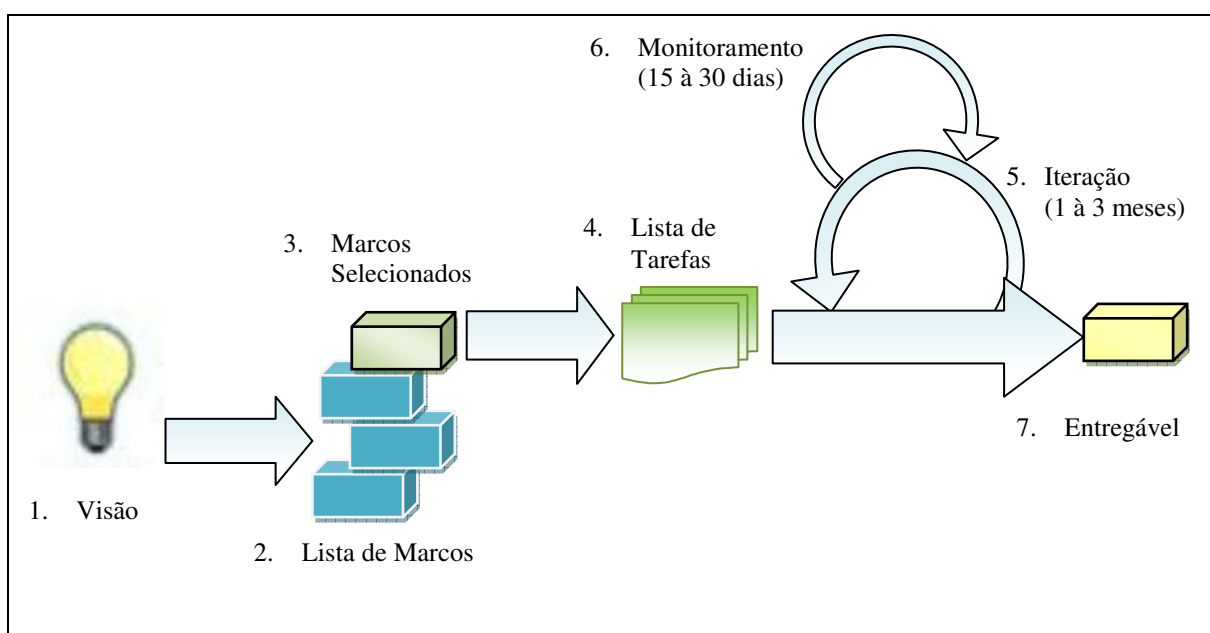 1. Visão
2. Lista de Marcos
3. Marcos
Selecionados
4. Lista de
Tarefas
5. Iteração
(1 à 3 meses)
6. Monitoramento
(15 à 30 dias)
7. Entregável